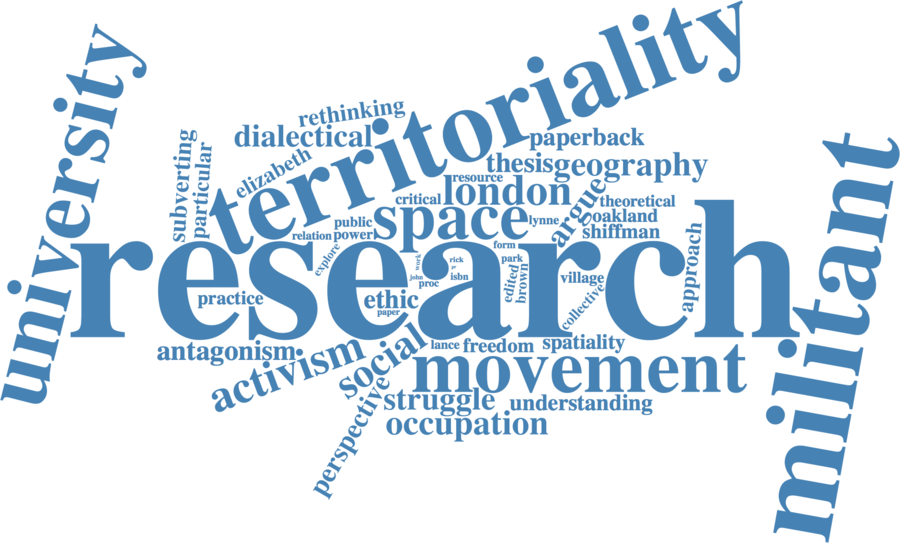 university
territoriality
rethinking
dialectical
paperback
subverting
particular
elizabeth
thesis
geography
resource
critical
london
argue
theoretical
public
space
lynne
oakland
relation
power
shiffman
research
form
explore
work
rick
park
approach
john
proc
isbn
edited
brown
village
collective
practice
ethic
paper
militant
antagonism
activism
social
lance
freedom
spatiality
movement
perspective
struggle
understanding
occupation